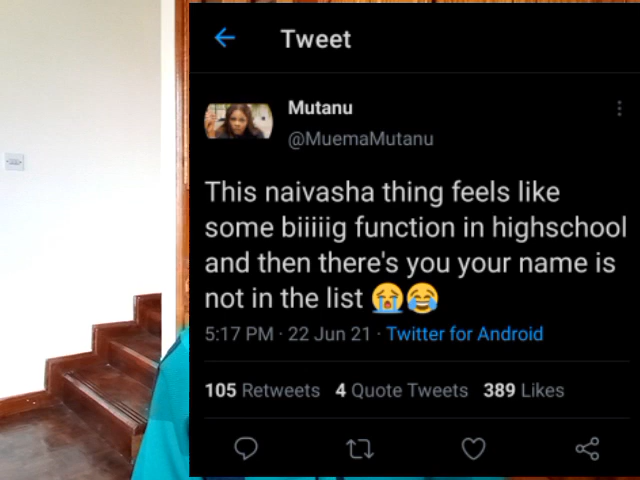 Tweet
Mutanu
@MuemaMutanu
This naivasha thing feels like
some biiiiig function in highschool
and then there's you your name is
not in the list 😭😂
5:17 PM · 22 Jun 21 · Twitter for Android
105 Retweets 4 Quote Tweets 389 Likes